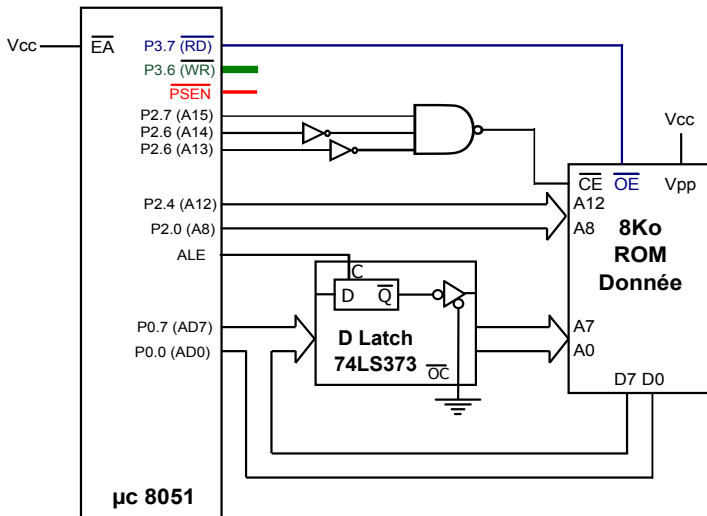 Vcc
EA
P3.7 (RD)
P3.6 (WR)
PSEN
P2.7 (A15)
P2.6 (A14)
P2.6 (A13)
P2.4 (A12)
P2.0 (A8)
ALE
P0.7 (AD7)
P0.0 (AD0)
µc 8051
C
D
Q
D Latch
74LS373
OC
Vcc
CE
OE
Vpp
A12
A8
8Ko
ROM
Donnée
A7
A0
D7 D0